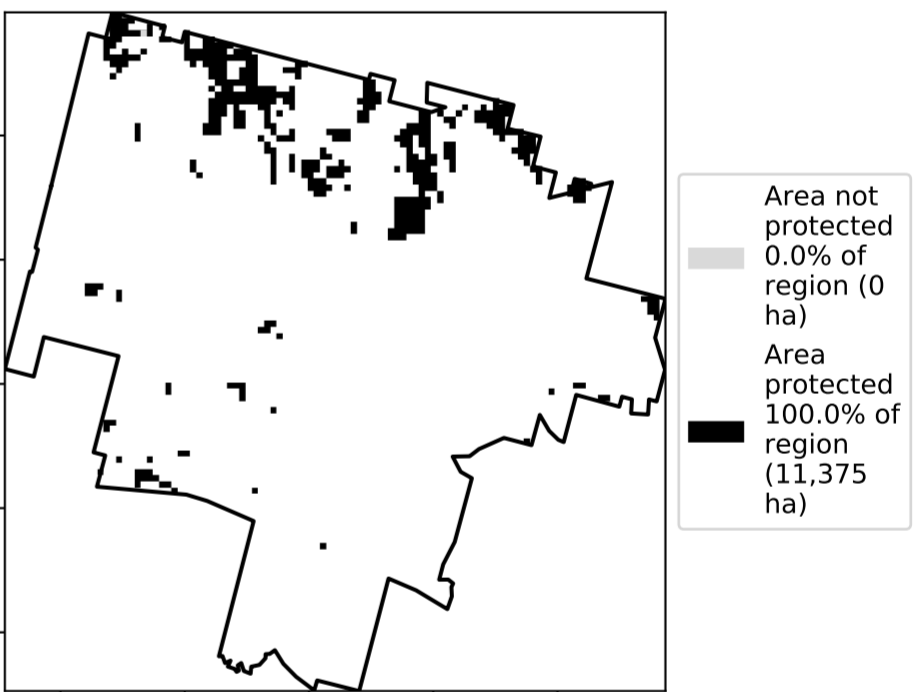 Area not
protected
0.0% of
region (0
ha)
Area
protected
100.0% of
region
(11,375
ha)